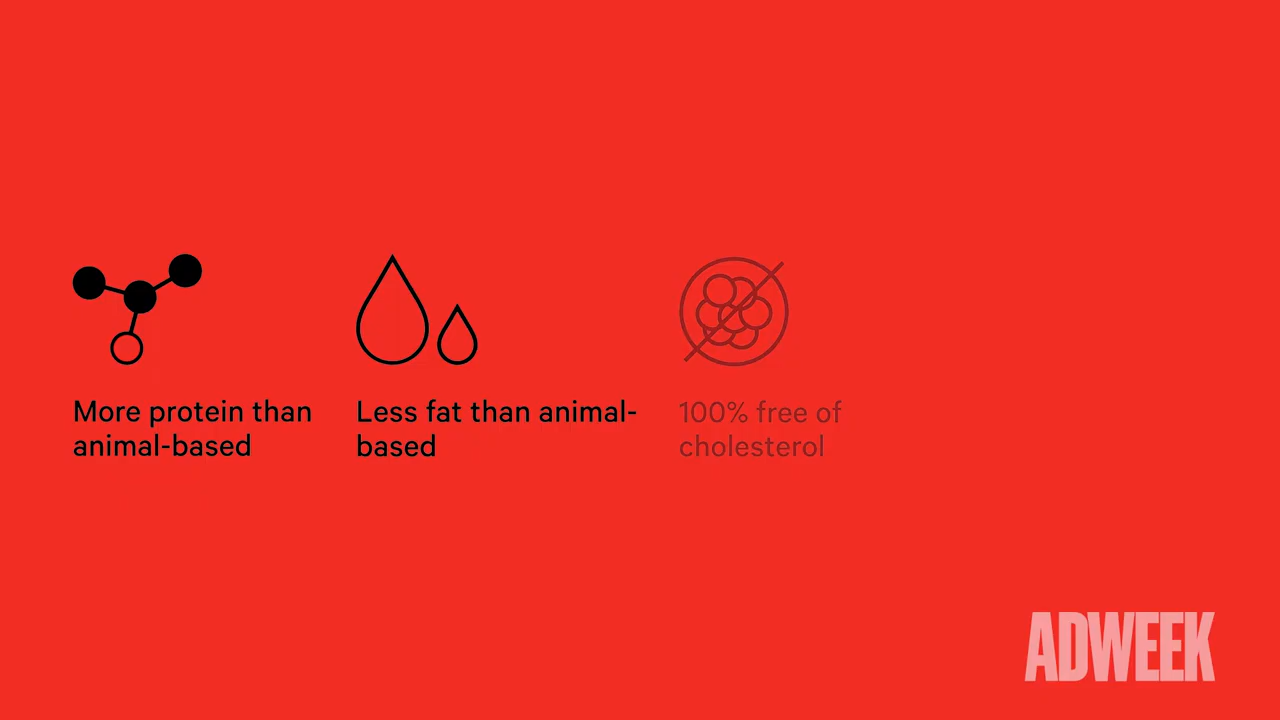 More protein than
animal-based
Less fat than animal-
based
100% free of
cholesterol
ADWEEK